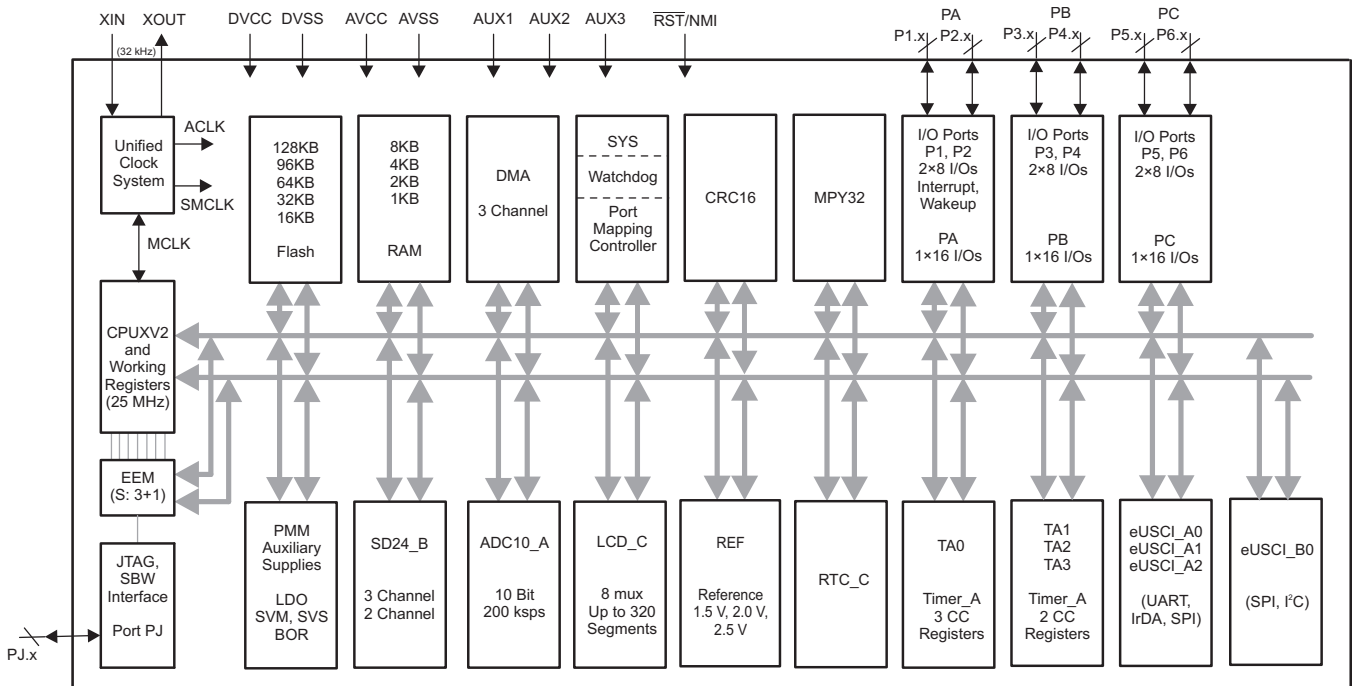 XIN
XOUT
(32 kHz)
DVCC
DVSS
AVCC
AVSS
AUX1
AUX2
AUX3
RST/NMI
PA
P1.x
P2.x
PB
P3.x
P4.x
PC
P5.x
P6.x
Unified
Clock
System
ACLK
SMCLK
MCLK
128KB
96KB
64KB
32KB
16KB
Flash
8KB
4KB
2KB
1KB
RAM
DMA
3 Channel
SYS
Watchdog
Port
Mapping
Controller
CRC16
MPY32
I/O Ports
P1, P2
2×8 I/Os
Interrupt,
Wakeup
PA
1×16 I/Os
I/O Ports
P3, P4
2×8 I/Os
PB
1×16 I/Os
I/O Ports
P5, P6
2×8 I/Os
PC
1×16 I/Os
CPUXV2
and
Working
Registers
(25 MHz)
EEM
(S: 3+1)
JTAG,
SBW
Interface
Port PJ
PJ.x
PMM
Auxiliary
Supplies
LDO
SVM, SVS
BOR
SD24_B
3 Channel
2 Channel
ADC10_A
10 Bit
200 ksps
LCD_C
8 mux
Up to 320
Segments
REF
Reference
1.5 V, 2.0 V,
2.5 V
RTC_C
TA0
Timer_A
3 CC
Registers
TA1
TA2
TA3
Timer_A
2 CC
Registers
eUSCI_A0
eUSCI_A1
eUSCI_A2
(UART,
IrDA, SPI)
eUSCI_B0
(SPI, I²C)